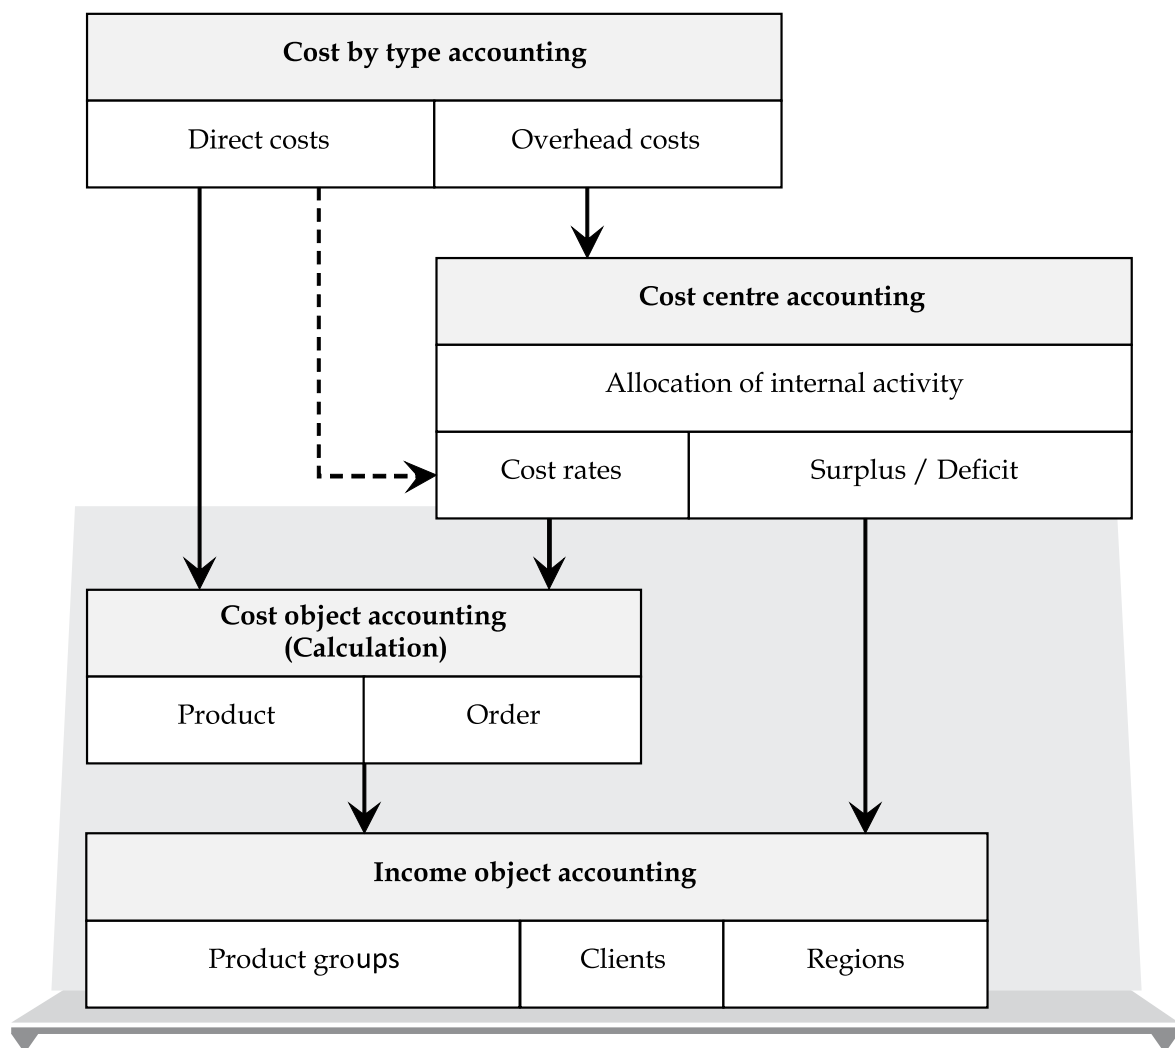 Cost by type accounting
Direct costs
Overhead costs
Cost centre accounting
Allocation of internal activity
Cost rates
Surplus / Deficit
Cost object accounting
(Calculation)
Product
Order
Income object accounting
Product groups
Clients
Regions